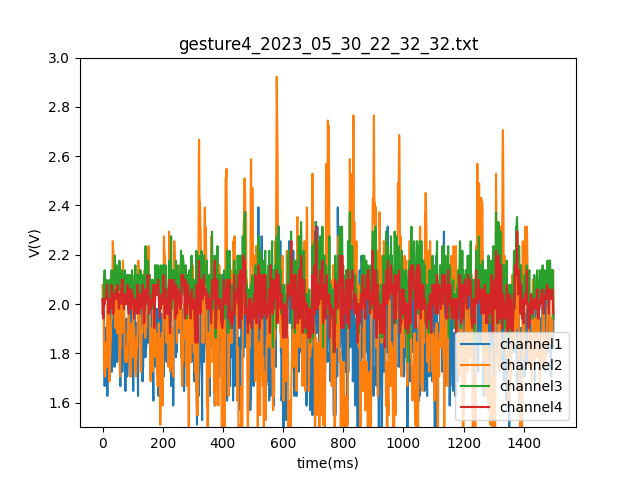 gesture4_2023_05_30_22_32_32.txt
3.0
2.8
2.6
2.4
2.2
2.0
1.8
1.6
V(V)
channel1
channel2
channel3
channel4
0 200 400 600 800 1000 1200 1400
time(ms)